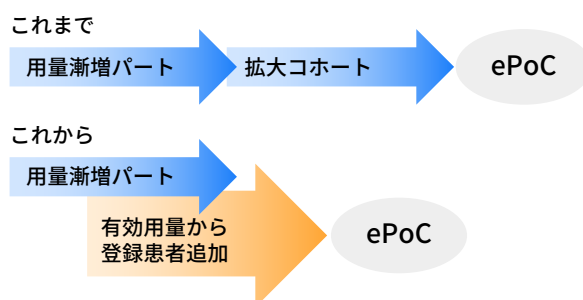 これまで
用量漸増パート
拡大コホート
ePoC
これから
用量漸増パート
有効用量から
登録患者追加
ePoC